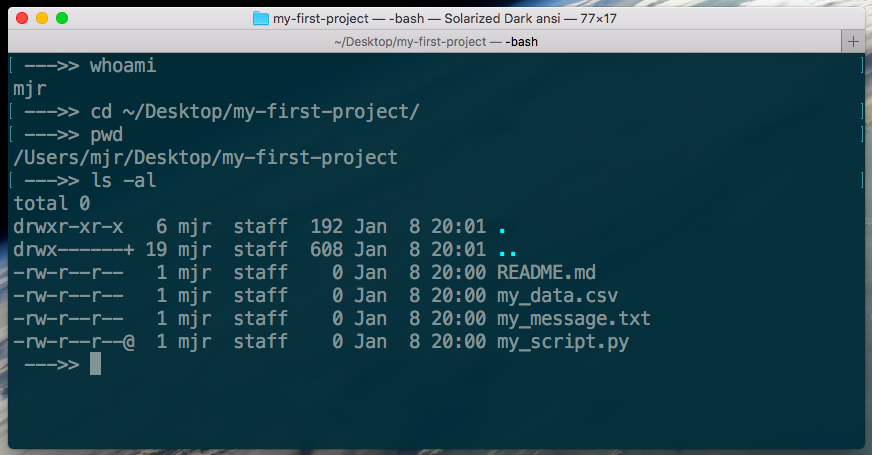 my-first-project — -bash — Solarized Dark ansi — 77×17
~/Desktop/my-first-project — -bash +
[ --->> whoami ]
mjr
[ --->> cd ~/Desktop/my-first-project/ ]
[ --->> pwd ]
/Users/mjr/Desktop/my-first-project
[ --->> ls -al ]
total 0
drwxr-xr-x   6 mjr  staff  192 Jan  8 20:01 .
drwx------+ 19 mjr  staff  608 Jan  8 20:01 ..
-rw-r--r--   1 mjr  staff    0 Jan  8 20:00 README.md
-rw-r--r--   1 mjr  staff    0 Jan  8 20:00 my_data.csv
-rw-r--r--   1 mjr  staff    0 Jan  8 20:00 my_message.txt
-rw-r--r--@  1 mjr  staff    0 Jan  8 20:00 my_script.py
--->>